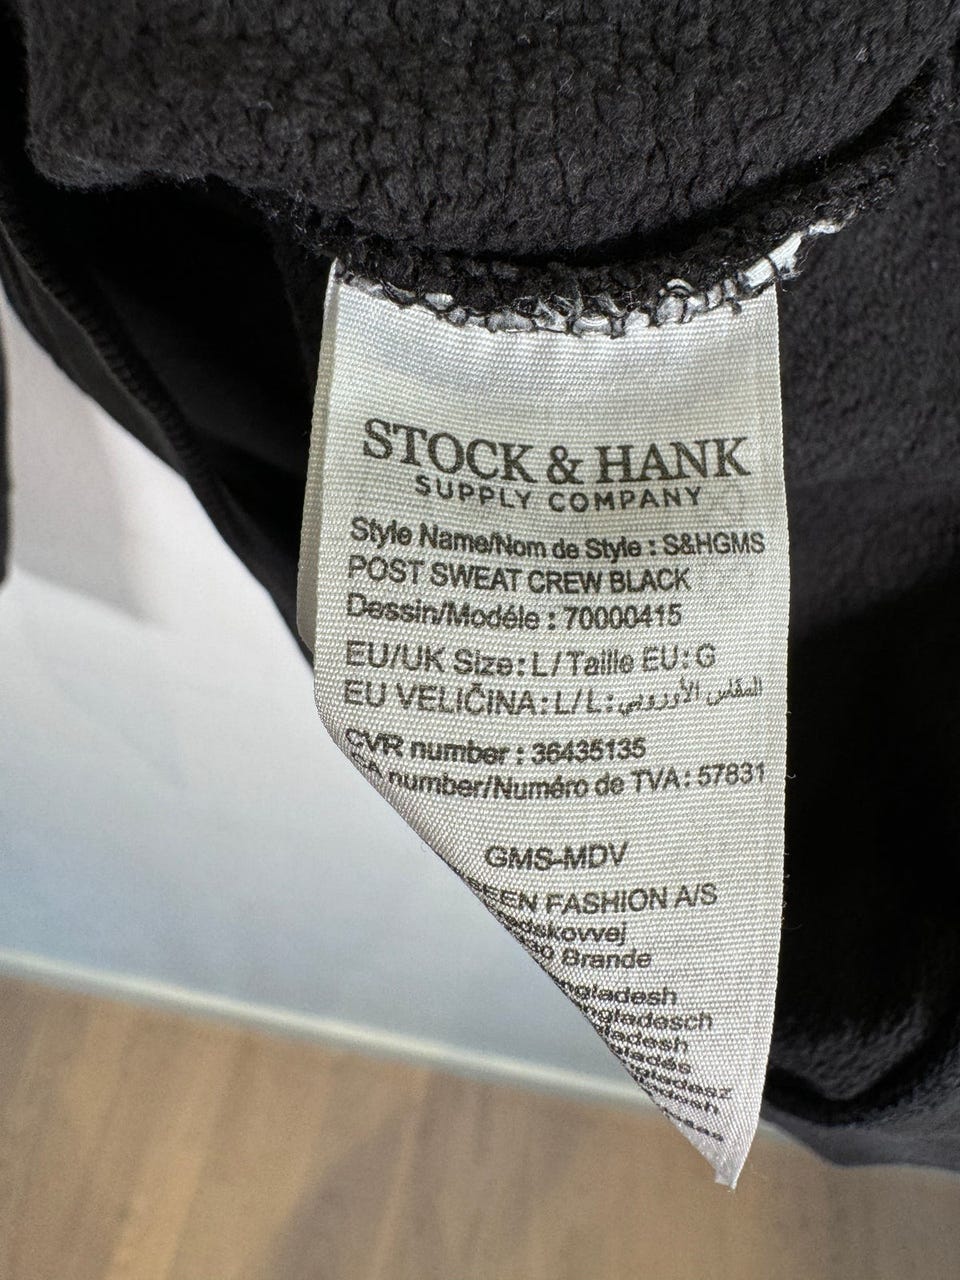 STOCK & HANK
SUPPLY COMPANY
Style Name/Nom de Style : S&HGMS
POST SWEAT CREW BLACK
Dessin/Modéle : 70000415
EU/UK Size: L/Taille EU: G
EU VELIČINA: L/L: المقاس الأوروبي
CVR number : 36435135
number/Numéro de TVA : 57831
GMS-MDV
FASHION A/S
Brande